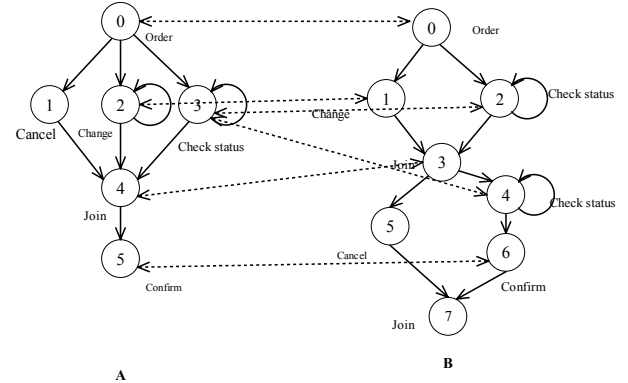 0
0
Order
Order
1
2
3
1
2
Check status
Cancel
Change
Change
Check status
Join
3
4
4
Check status
Join
5
5
6
Cancel
Confirm
Confirm
7
Join
A
B